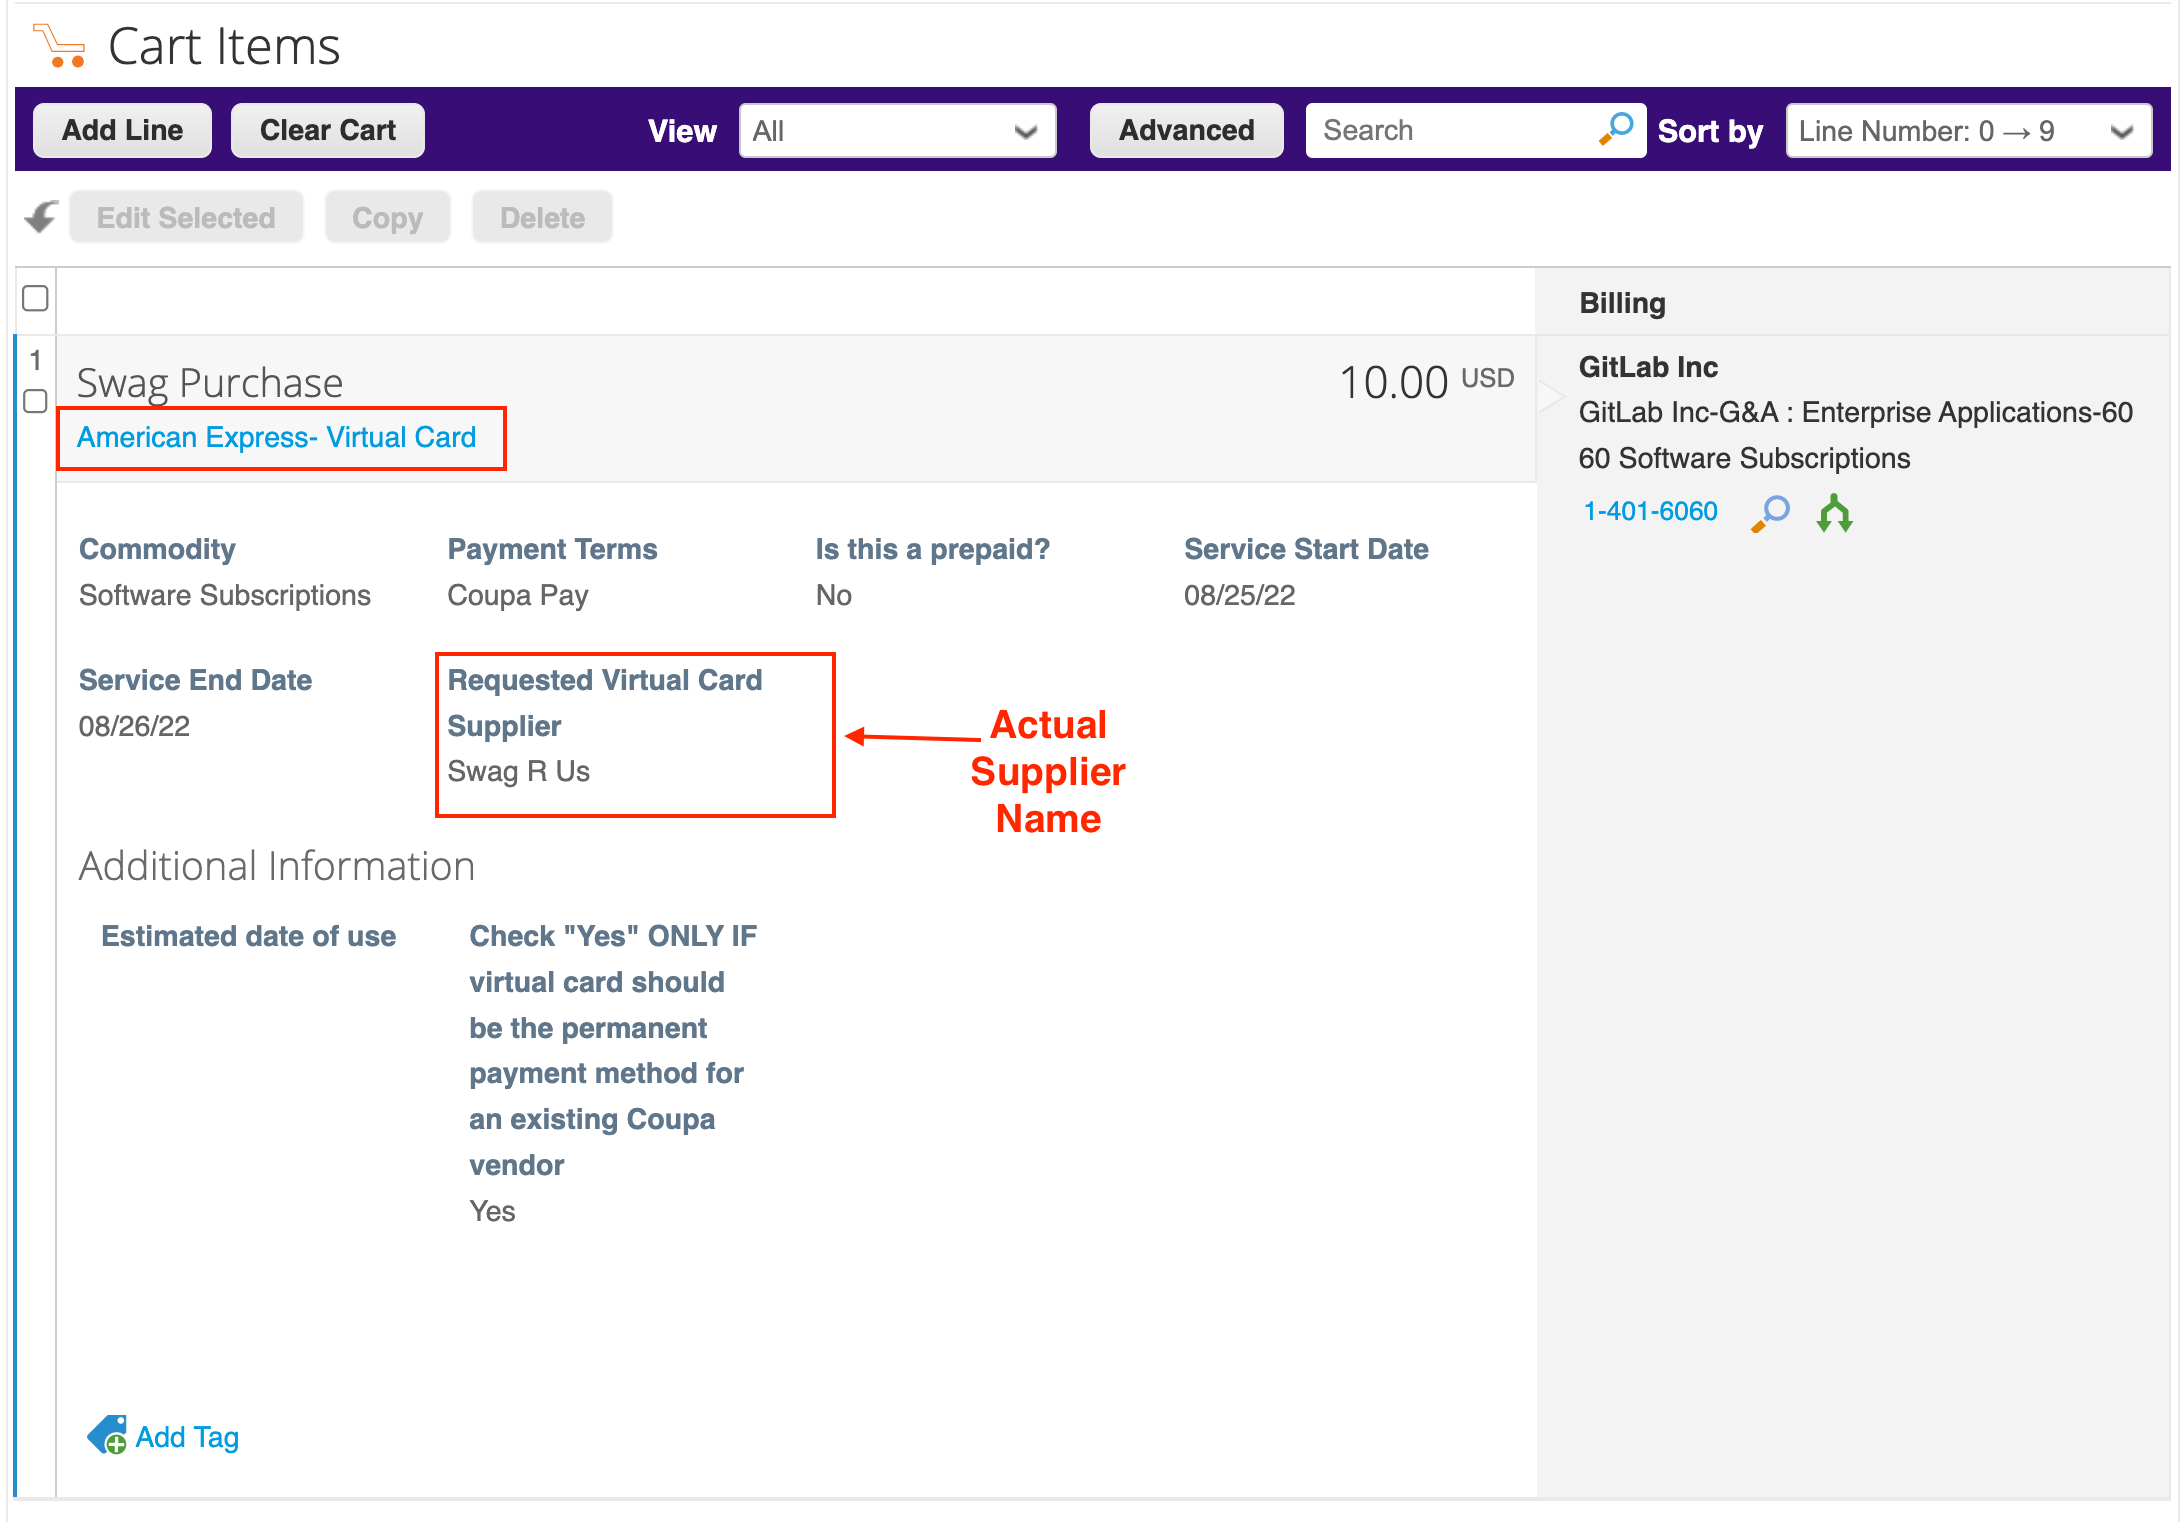 Cart Items
Add Line
Clear Cart
View
All
Advanced
Search
Sort by
Line Number: 0 → 9
Edit Selected
Copy
Delete
Billing
1
Swag Purchase
10.00 USD
American Express- Virtual Card
GitLab Inc
GitLab Inc-G&A : Enterprise Applications-60
60 Software Subscriptions
1-401-6060
Commodity
Software Subscriptions
Payment Terms
Coupa Pay
Is this a prepaid?
No
Service Start Date
08/25/22
Service End Date
08/26/22
Requested Virtual Card
Supplier
Swag R Us
Actual
Supplier
Name
Additional Information
Estimated date of use
Check "Yes" ONLY IF
virtual card should
be the permanent
payment method for
an existing Coupa
vendor
Yes
Add Tag